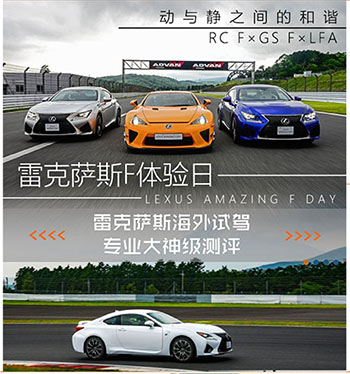 动与静之间的和谐
RC F×GS F×LFA
ADVAN
ADVAN
雷克萨斯F体验日
LEXUS AMAZING F DAY
雷克萨斯海外试驾
专业大神级测评